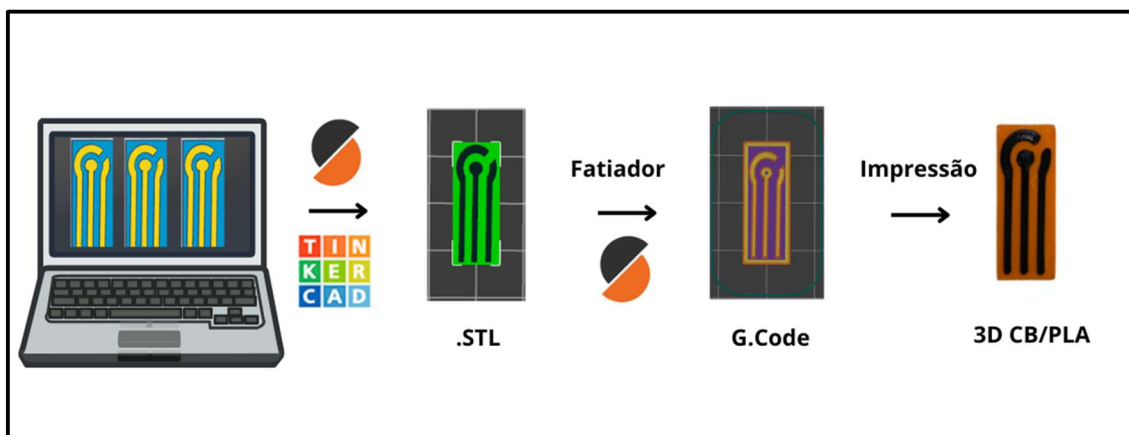 TIN
KER
CAD
.STL
Fatiador
G.Code
Impressão
3D CB/PLA